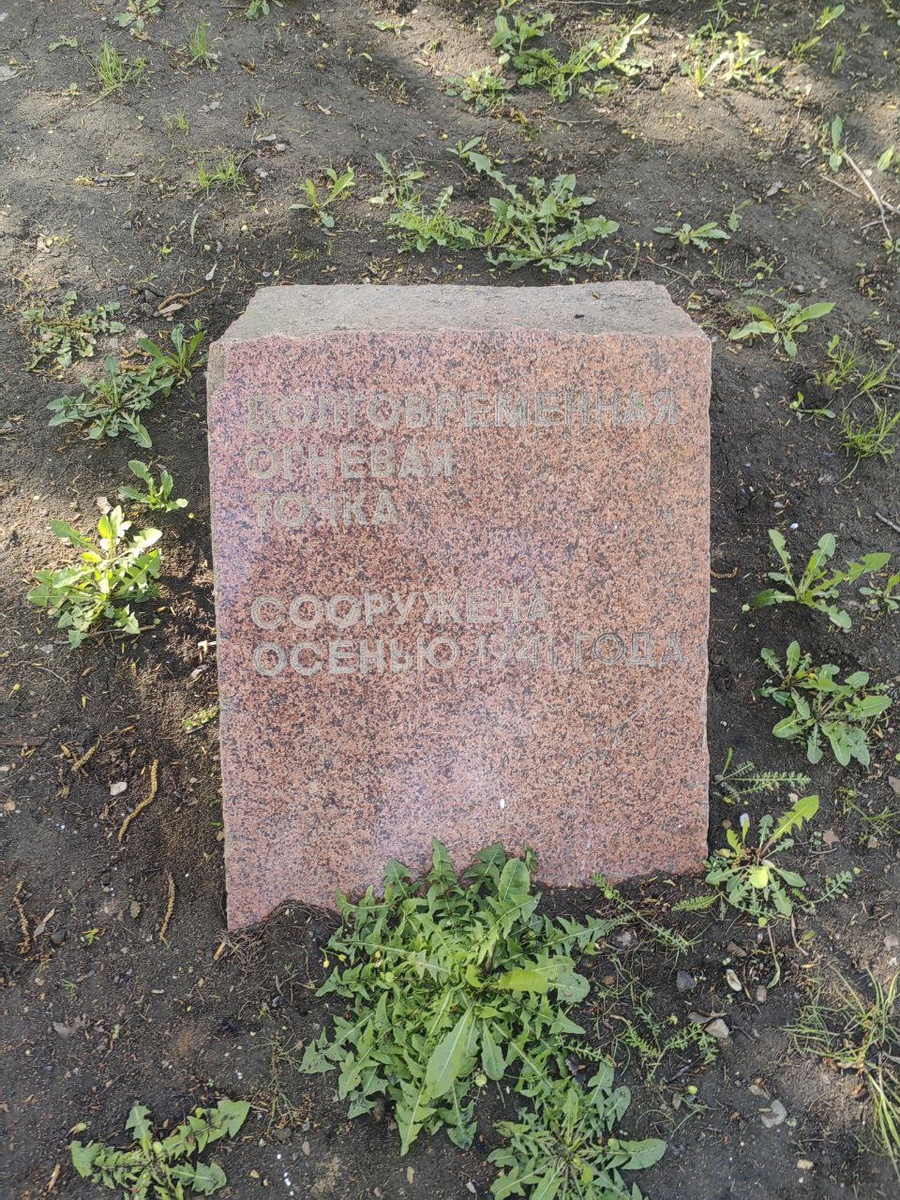 ДОЛГОВРЕМЕННАЯ
ОГНЕВАЯ
ТОЧКА
СООРУЖЕНА
ОСЕНЬЮ 1941 ГОДА